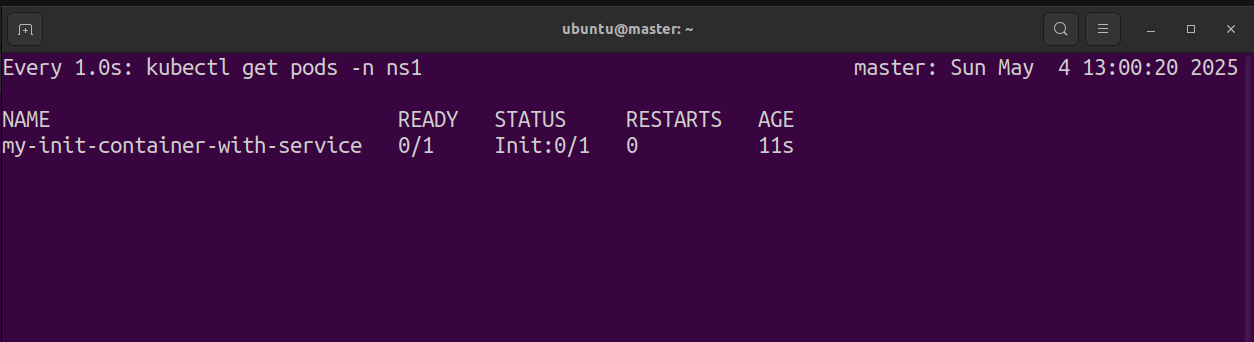 ubuntu@master: ~
Every 1.0s: kubectl get pods -n ns1 master: Sun May  4 13:00:20 2025
NAME READY STATUS RESTARTS AGE
my-init-container-with-service 0/1 Init:0/1 0 11s